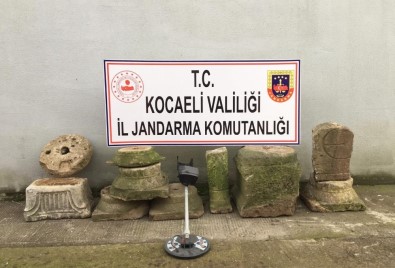 T.C.
KOCAELİ VALİLİĞİ
İL JANDARMA KOMUTANLIĞI